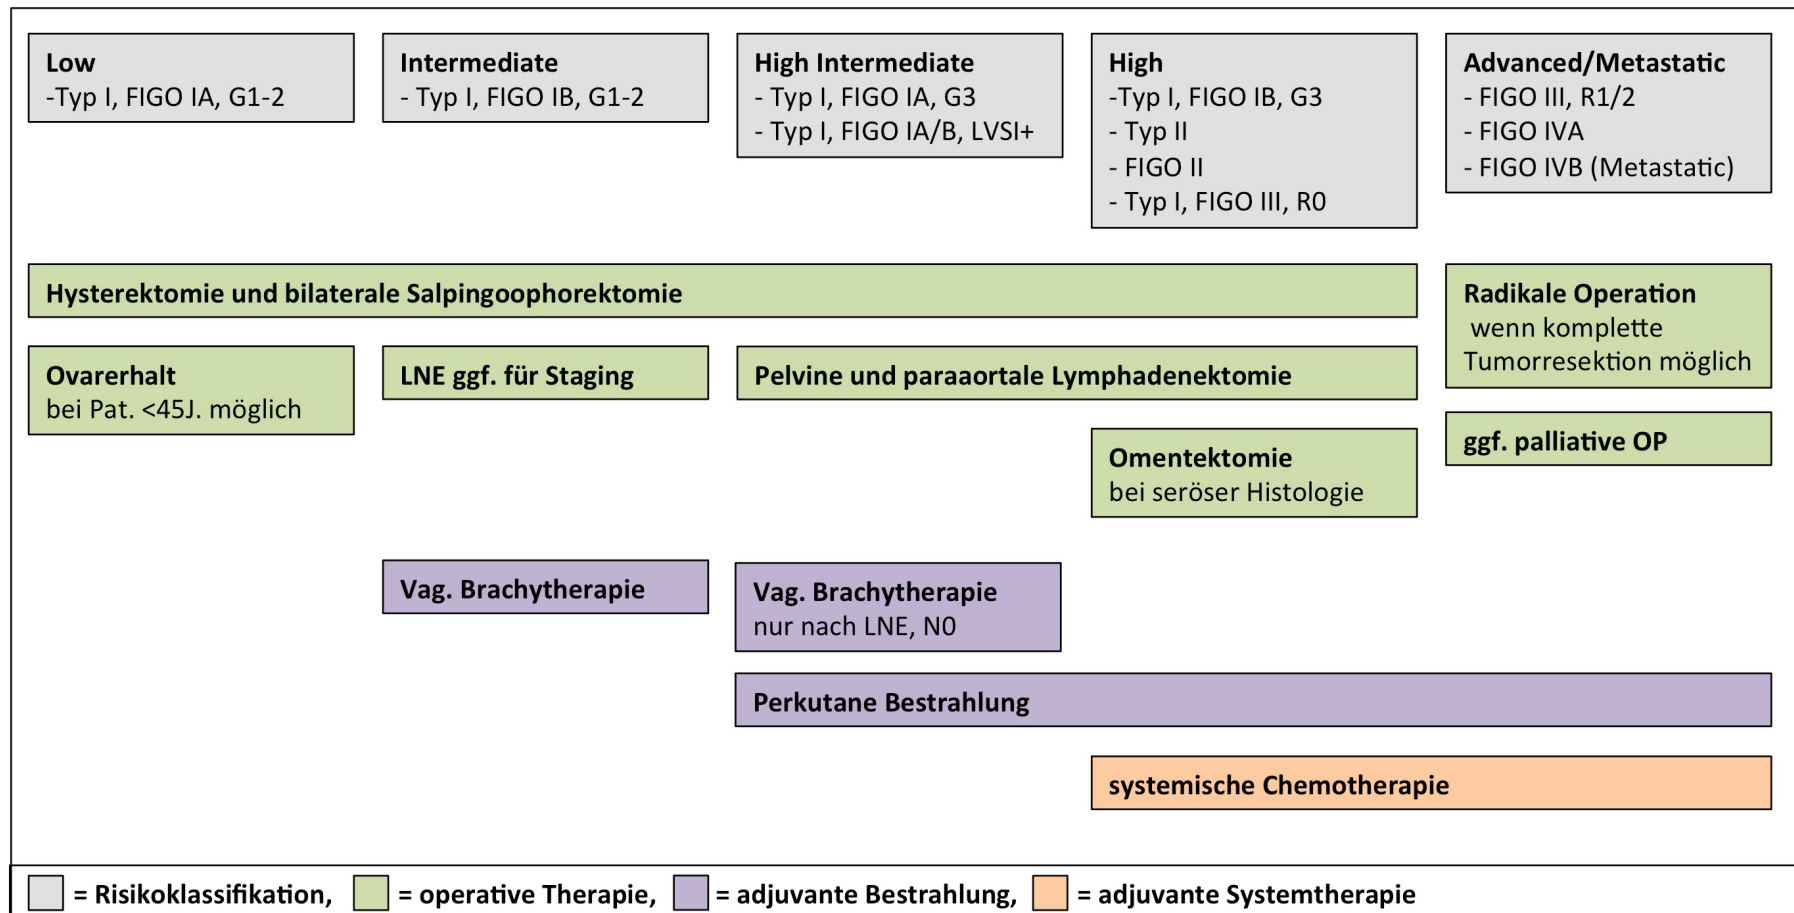 Low
-Typ I, FIGO IA, G1-2
Intermediate
- Typ I, FIGO IB, G1-2
High Intermediate
- Typ I, FIGO IA, G3
- Typ I, FIGO IA/B, LVSI+
High
-Typ I, FIGO IB, G3
- Typ II
- FIGO II
- Typ I, FIGO III, R0
Advanced/Metastatic
- FIGO III, R1/2
- FIGO IVA
- FIGO IVB (Metastatic)
Hysterektomie und bilaterale Salpingoophorektomie
Radikale Operation
wenn komplette
Tumorresektion möglich
Ovarerhalt
bei Pat. <45J. möglich
LNE ggf. für Staging
Pelvine und paraaortale Lymphadenektomie
ggf. palliative OP
Omentektomie
bei seröser Histologie
Vag. Brachytherapie
Vag. Brachytherapie
nur nach LNE, N0
Perkutane Bestrahlung
systemische Chemotherapie
= Risikoklassifikation, = operative Therapie, = adjuvante Bestrahlung, = adjuvante Systemtherapie